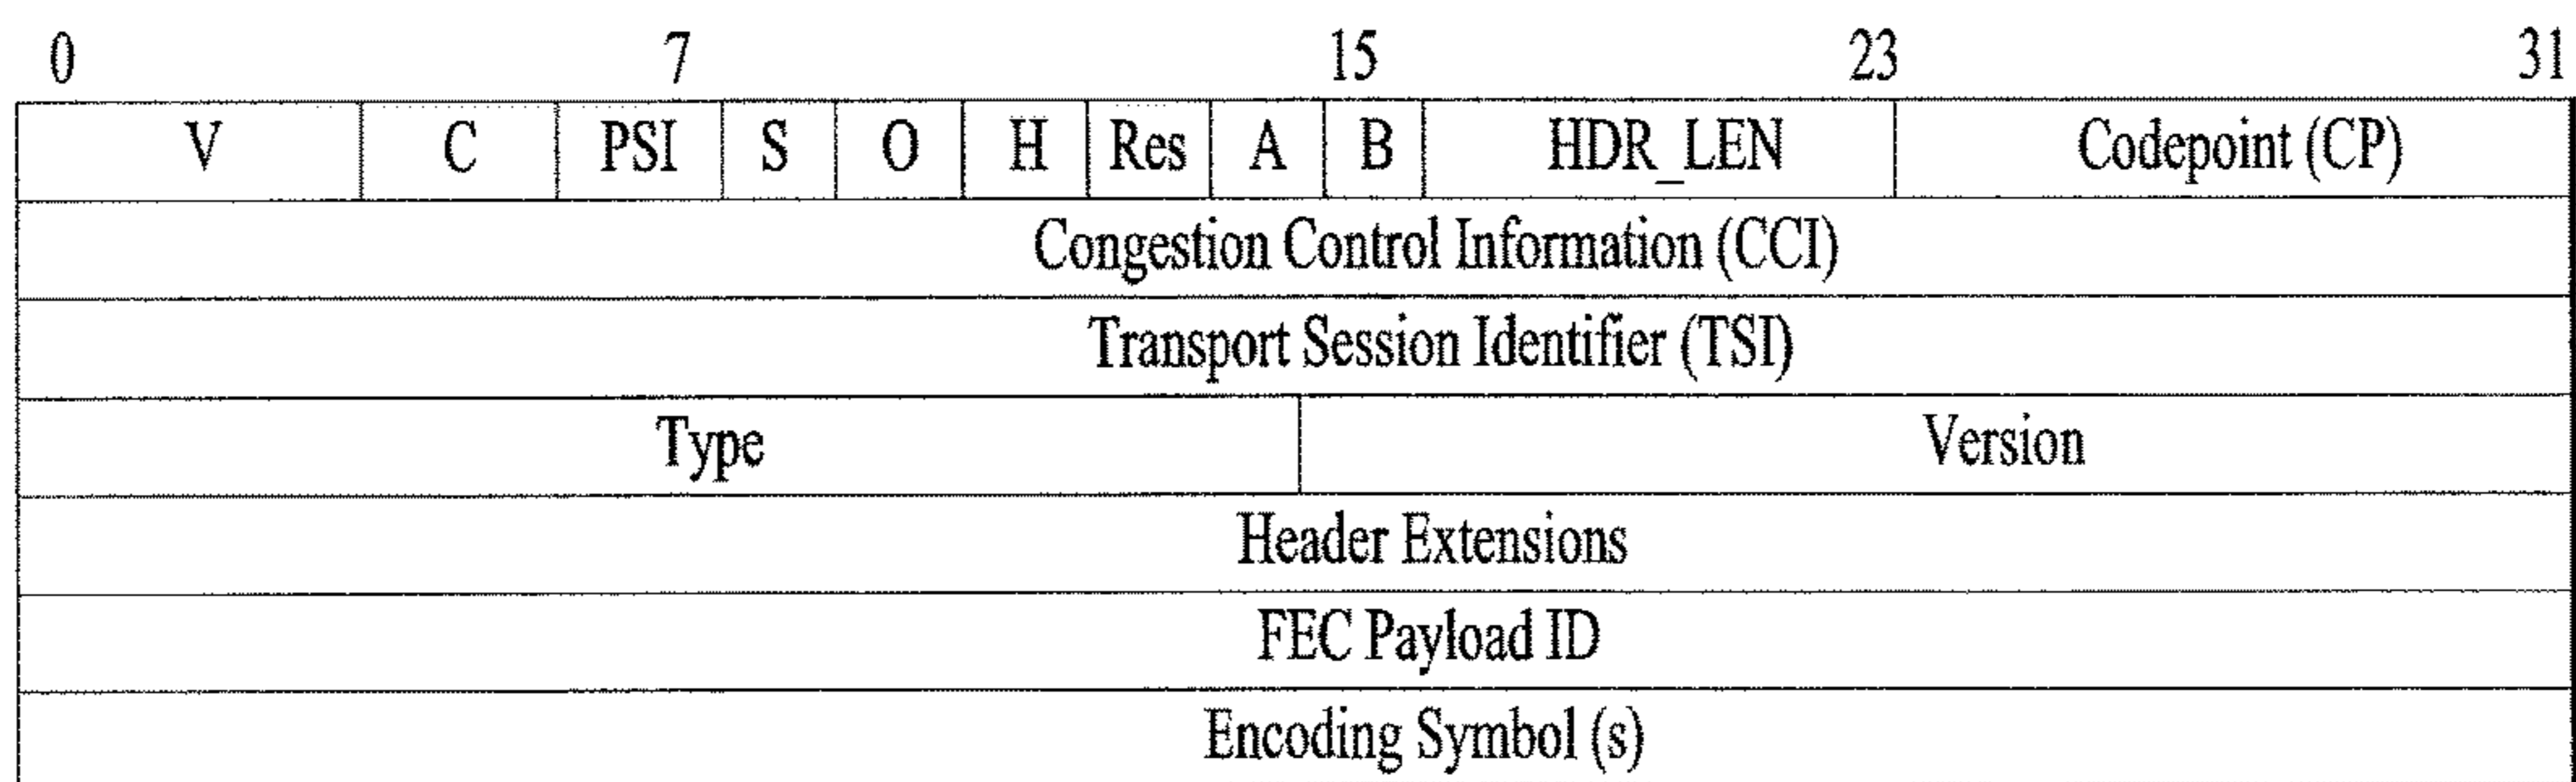 0 7 15 23 31
V C PSI S O H Res A B HDR_LEN Codepoint (CP)
Congestion Control Information (CCI)
Transport Session Identifier (TSI)
Type Version
Header Extensions
FEC Payload ID
Encoding Symbol (s)